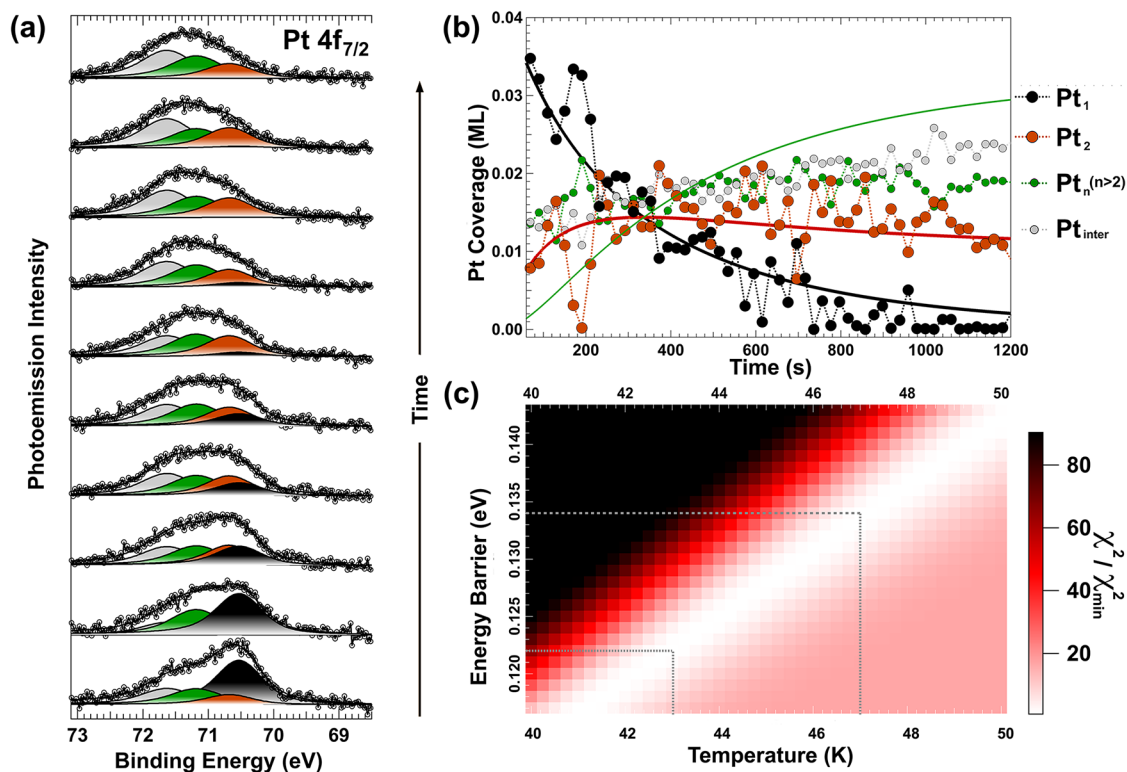 (a)
Pt 4f7/2
Photoemission Intensity
Time
73 72 71 70 69
Binding Energy (eV)
(b)
0.04
0.03
0.02
0.01
0.00
Pt Coverage (ML)
200 400 600 800 1000 1200
Time (s)
Pt1
Pt2
Ptn(n>2)
Ptinter
(c)
40 42 44 46 48 50
0.140
0.135
0.130
0.125
0.120
Energy Barrier (eV)
40 42 44 46 48 50
Temperature (K)
80
60
40
20
χ2 / χ2min